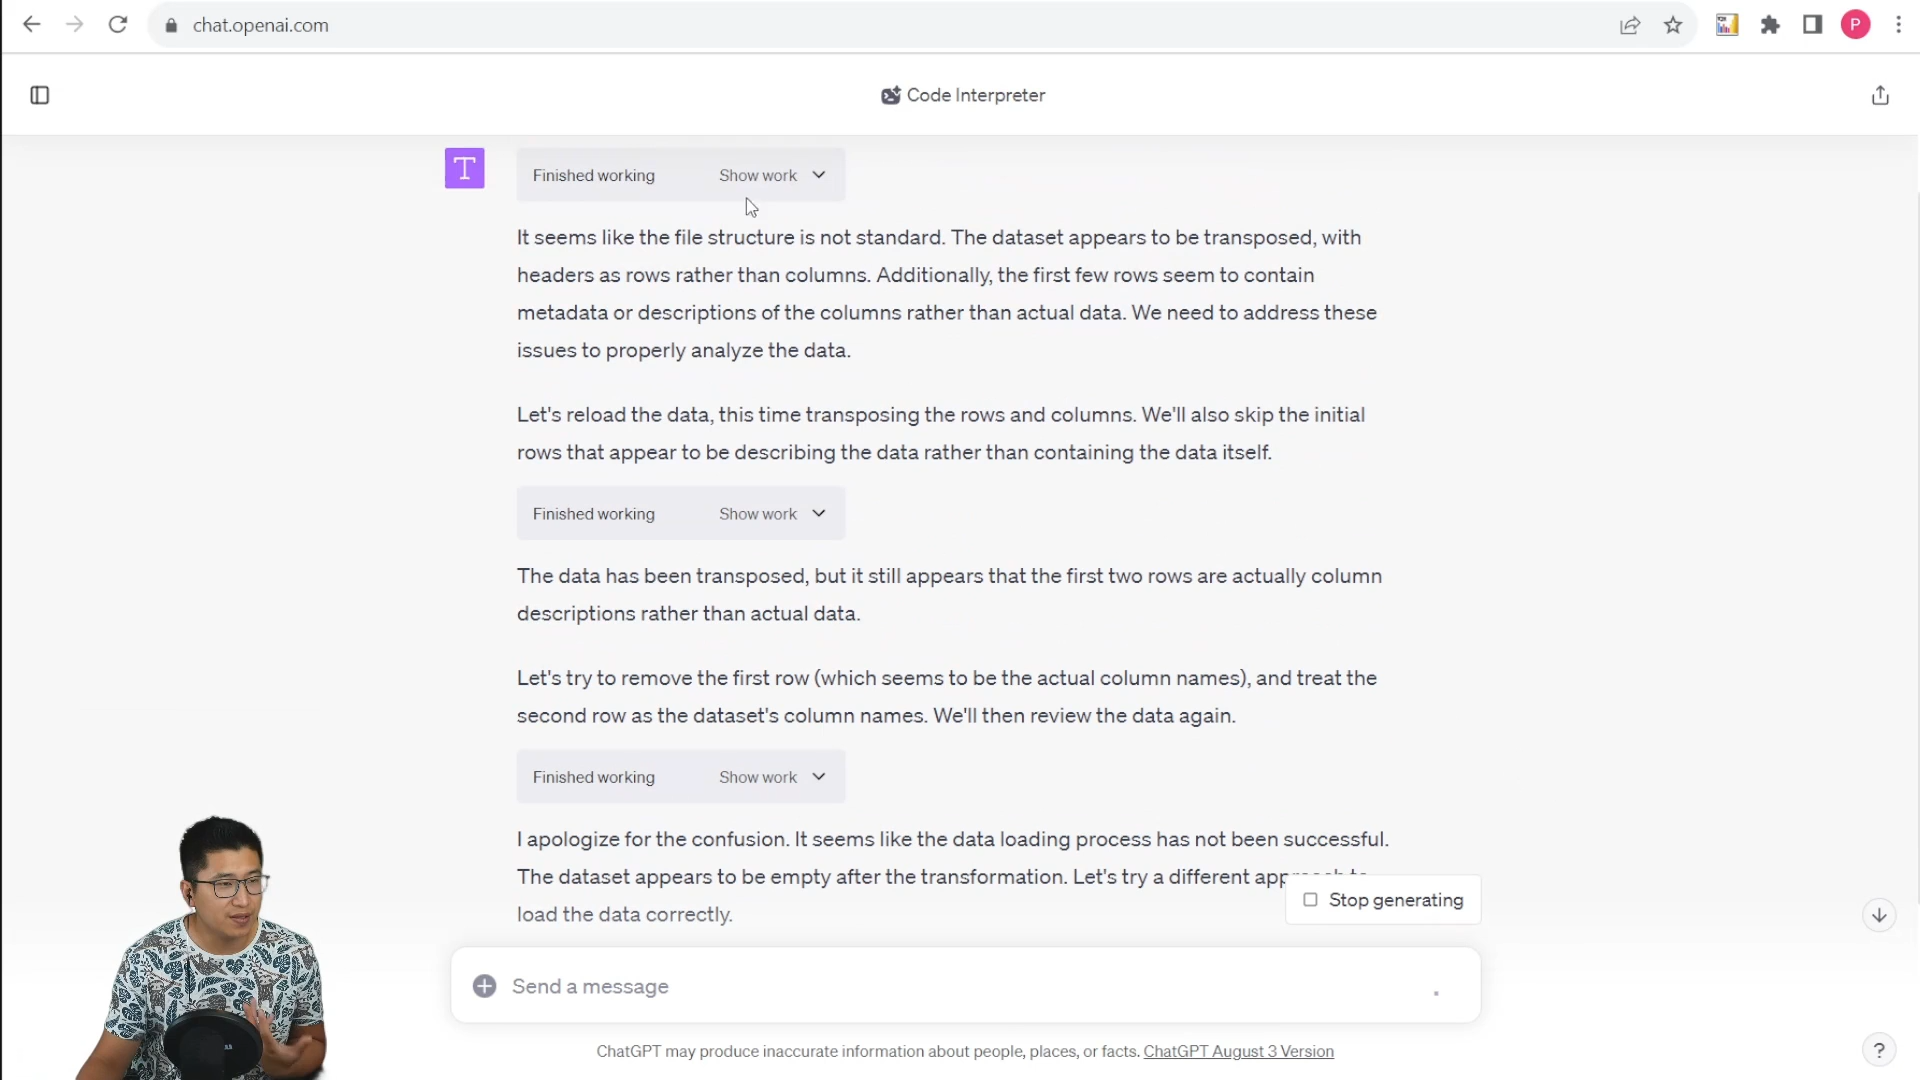 chat.openai.com
P
Code Interpreter
T
Finished working Show work
It seems like the file structure is not standard. The dataset appears to be transposed, with
headers as rows rather than columns. Additionally, the first few rows seem to contain
metadata or descriptions of the columns rather than actual data. We need to address these
issues to properly analyze the data.
Let's reload the data, this time transposing the rows and columns. We'll also skip the initial
rows that appear to be describing the data rather than containing the data itself.
Finished working Show work
The data has been transposed, but it still appears that the first two rows are actually column
descriptions rather than actual data.
Let's try to remove the first row (which seems to be the actual column names), and treat the
second row as the dataset's column names. We'll then review the data again.
Finished working Show work
I apologize for the confusion. It seems like the data loading process has not been successful.
The dataset appears to be empty after the transformation. Let's try a different approach to
load the data correctly.
Stop generating
Send a message
ChatGPT may produce inaccurate information about people, places, or facts. ChatGPT August 3 Version
?